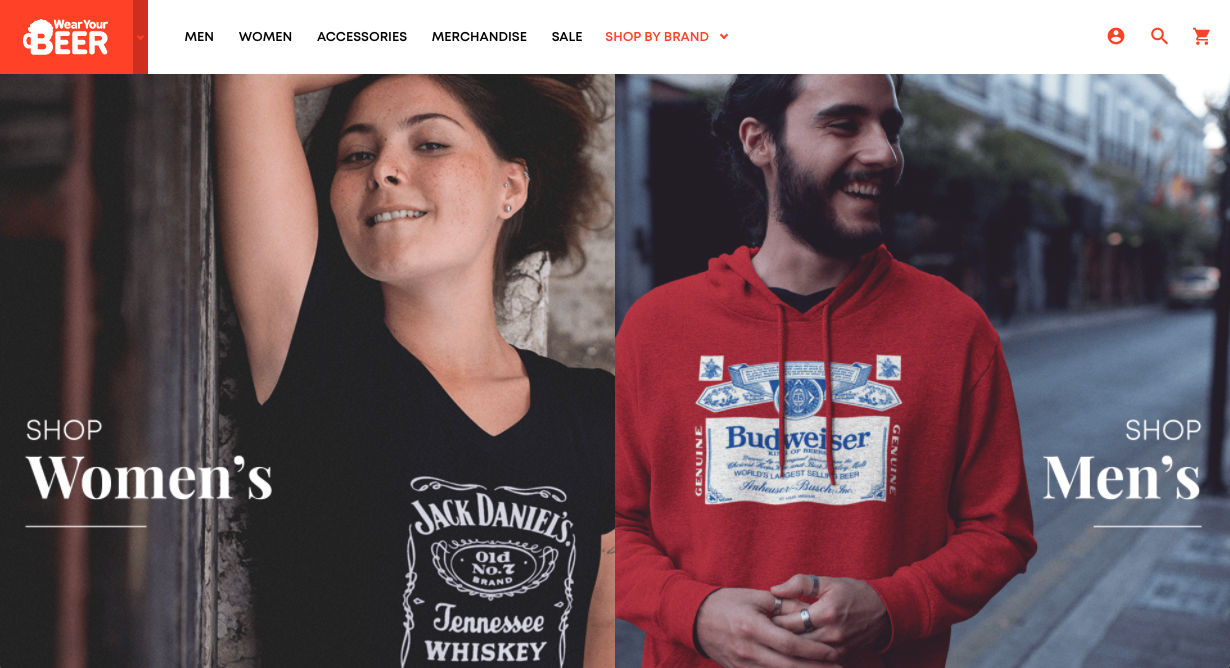 Wear Your
BEER
MEN
WOMEN
ACCESSORIES
MERCHANDISE
SALE
SHOP BY BRAND
SHOP
Women's
JACK DANIEL'S.
Old
No.7
BRAND
Tennessee
WHISKEY
SHOP
Men's
GENUINE
Budweiser
KING OF BEERS
WORLD'S LARGEST SELLING BEER
Anheuser-Busch, Inc.
GENUINE